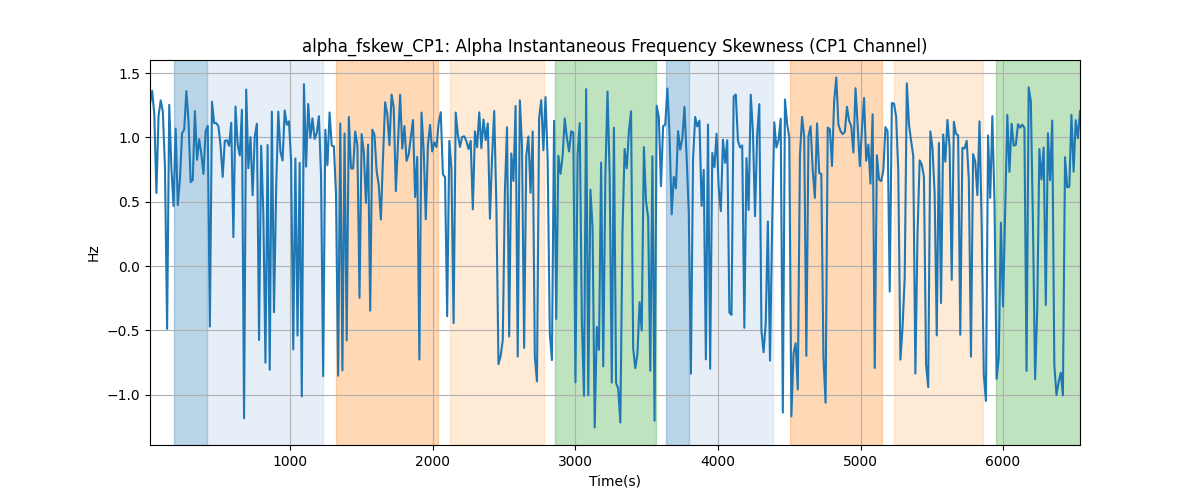 alpha_fskew_CP1: Alpha Instantaneous Frequency Skewness (CP1 Channel)
1.5
1.0
0.5
0.0
−0.5
−1.0
Hz
1000 2000 3000 4000 5000 6000
Time(s)